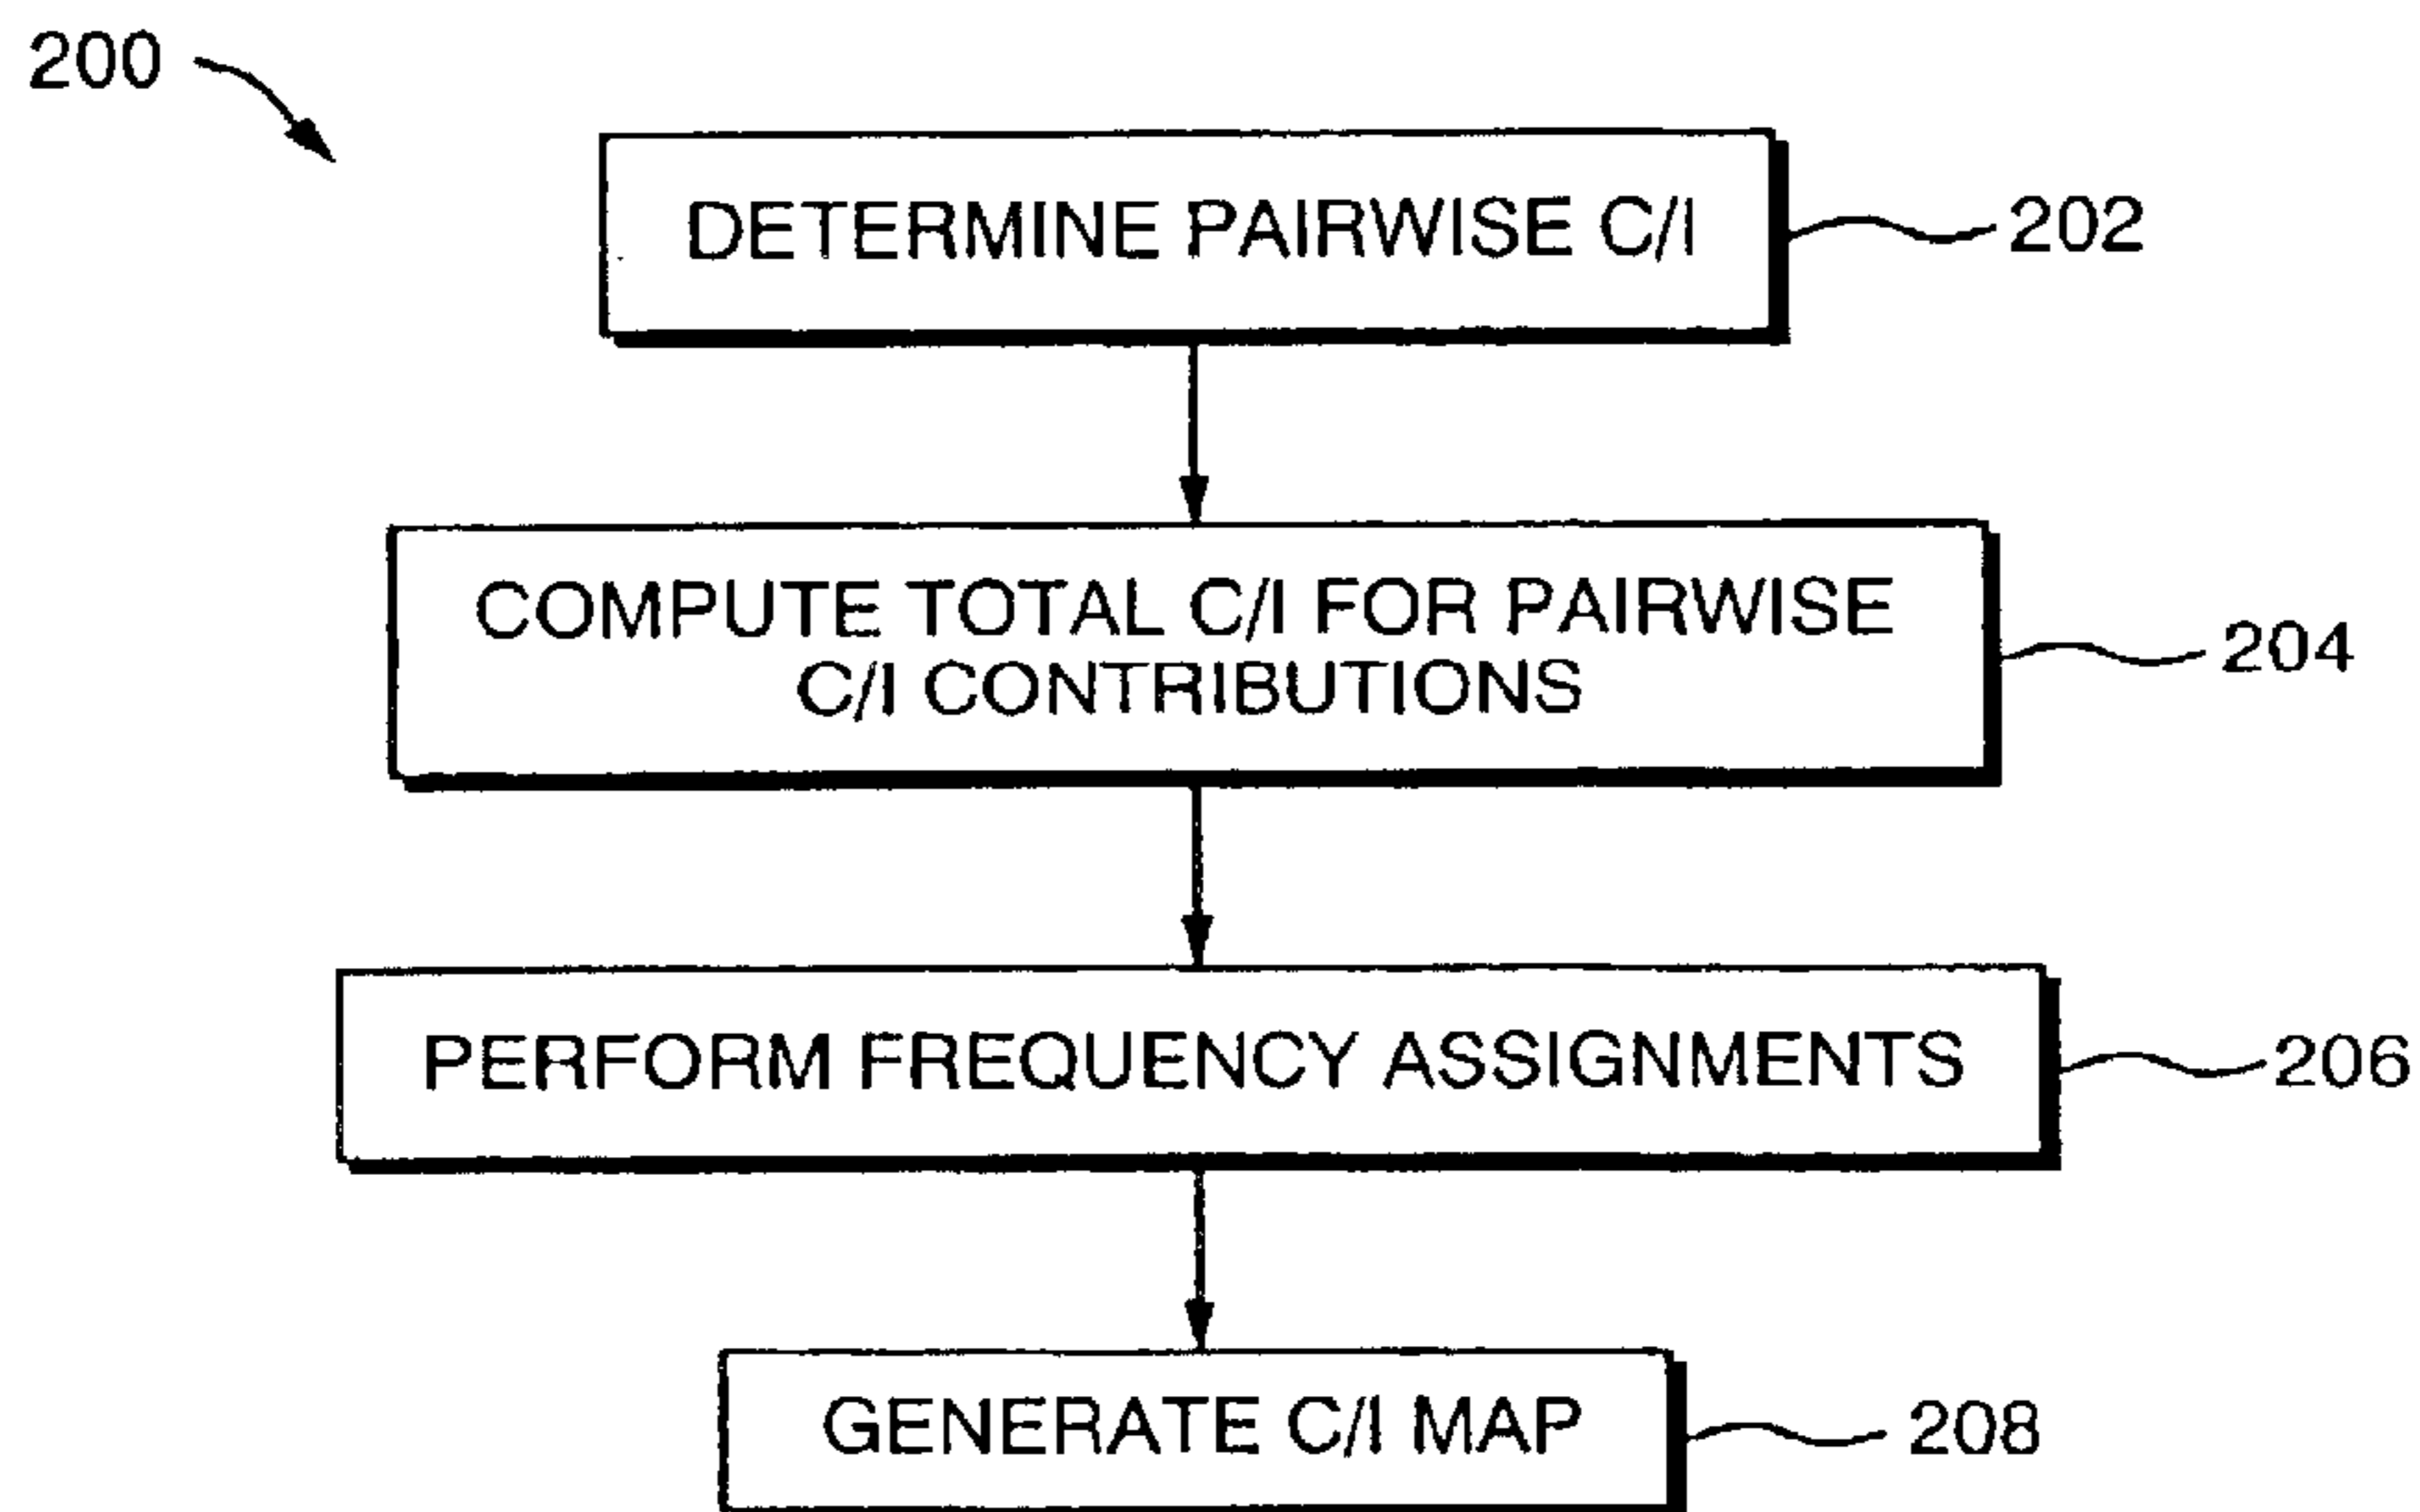 200
DETERMINE PAIRWISE C/I
202
COMPUTE TOTAL C/I FOR PAIRWISE
C/I CONTRIBUTIONS
204
PERFORM FREQUENCY ASSIGNMENTS
206
GENERATE C/I MAP
208